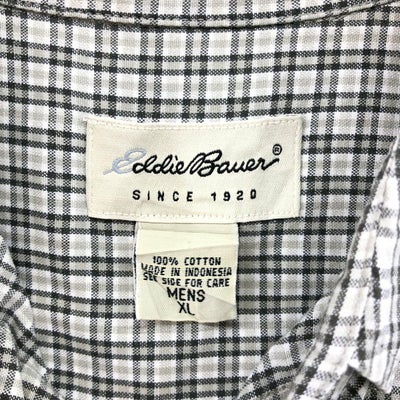 Eddie Bauer®
SINCE 1920
100% COTTON
MADE IN INDONESIA
SEE SIDE FOR CARE
MENS
XL